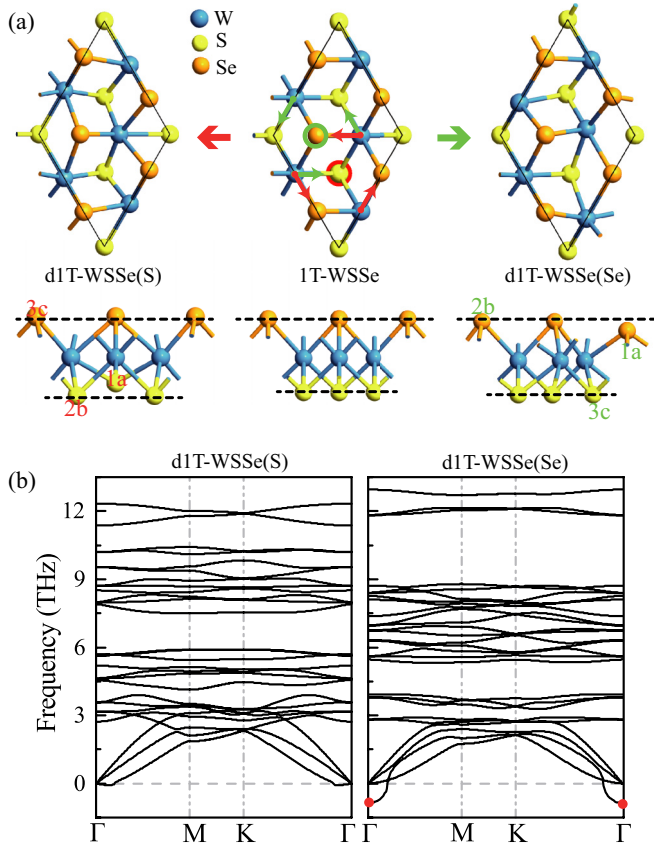 (a)
W
S
Se
d1T-WSSe(S)
1T-WSSe
d1T-WSSe(Se)
3c
1a
2b
2b
1a
3c
(b)
d1T-WSSe(S)
d1T-WSSe(Se)
Frequency (THz)
12
9
6
3
0
Γ
M
K
Γ
M
K
Γ
Γ